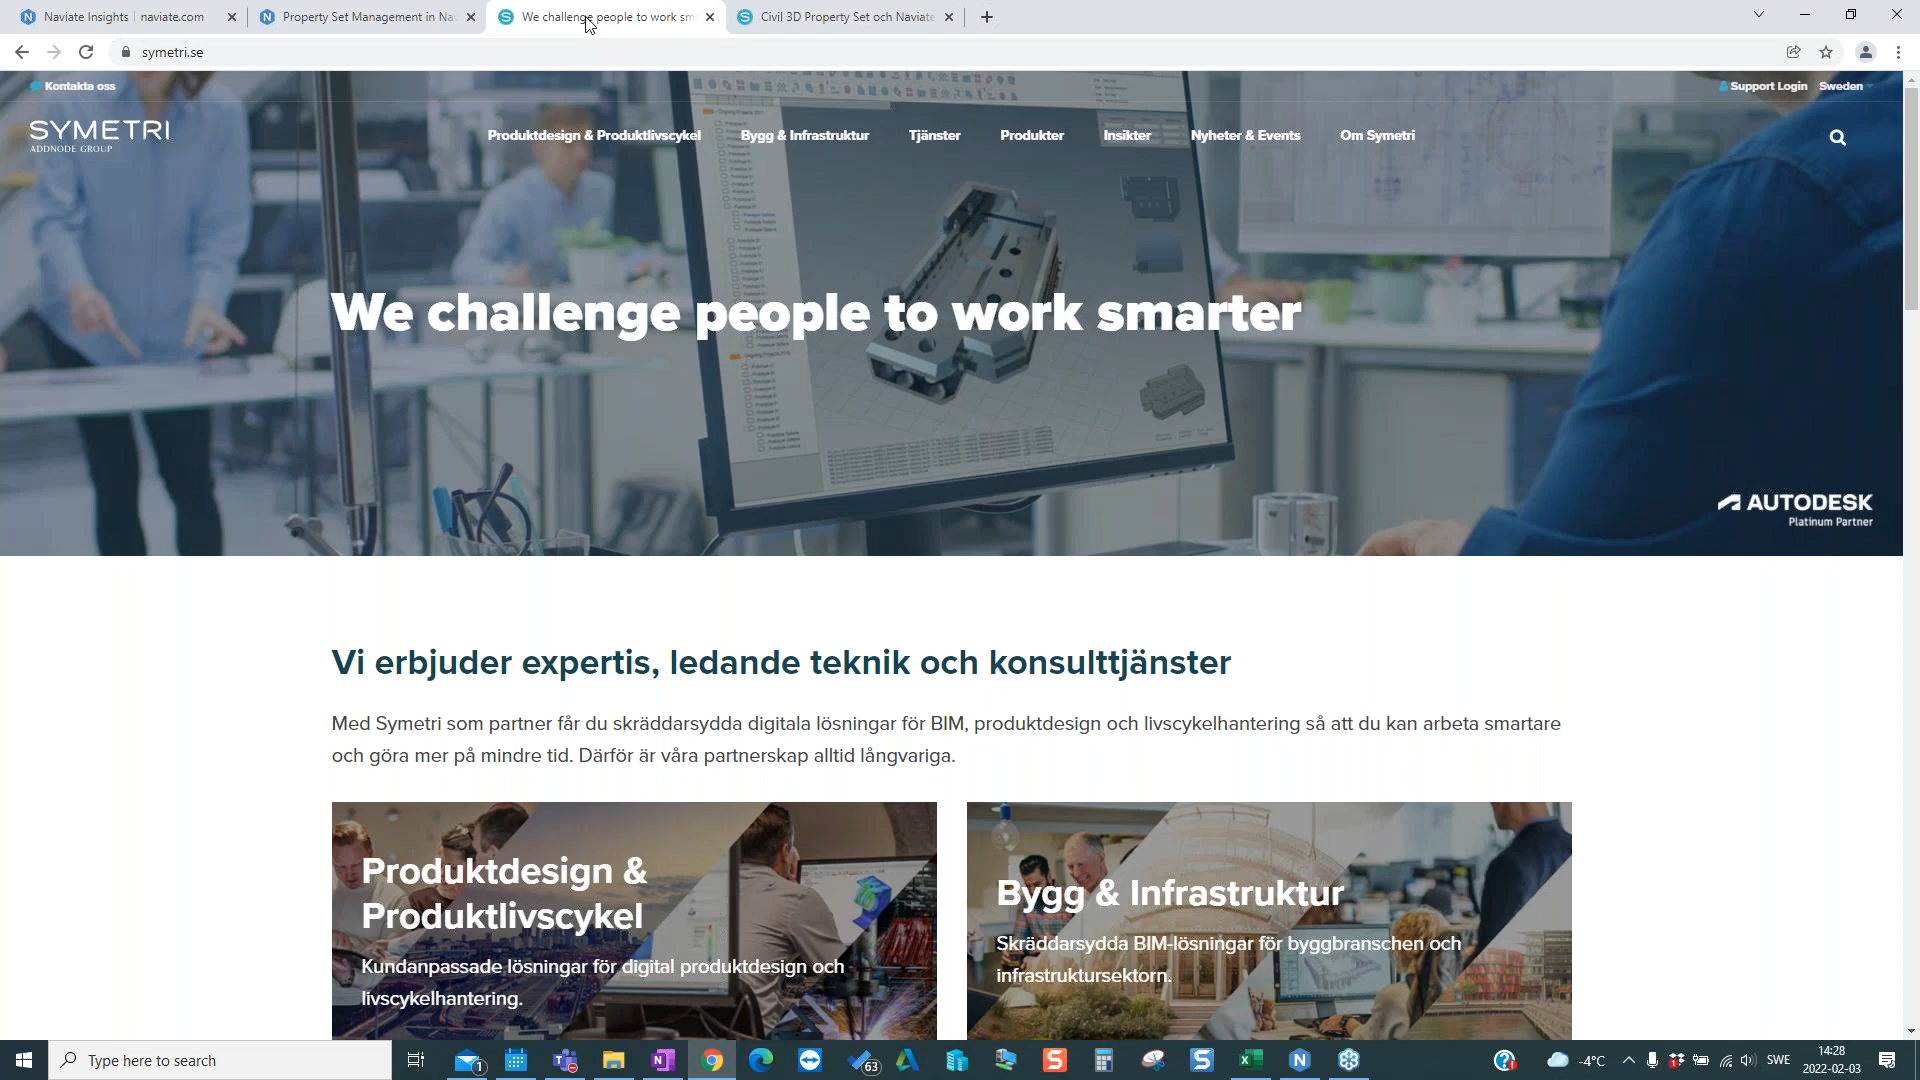 Naviate Insights | naviate.com
Property Set Management in Nav
We challenge people to work sm
Civil 3D Property Set och Naviate
symetri.se
Kontakta oss
Support Login
Sweden
SYMETRI
ADDNODE GROUP
Produktdesign & Produktlivscykel
Bygg & Infrastruktur
Tjänster
Produkter
Insikter
Nyheter & Events
Om Symetri
We challenge people to work smarter
AUTODESK
Platinum Partner
Vi erbjuder expertis, ledande teknik och konsulttjänster
Med Symetri som partner får du skräddarsydda digitala lösningar för BIM, produktdesign och livscykelhantering så att du kan arbeta smartare
och göra mer på mindre tid. Därför är våra partnerskap alltid långvariga.
Produktdesign &
Produktlivscykel
Kundanpassade lösningar för digital produktdesign och
livscykelhantering.
Bygg & Infrastruktur
Skräddarsydda BIM-lösningar för byggbranschen och
infrastruktursektorn.
Type here to search
1
63
-4°C
SWE
14:28
2022-02-03